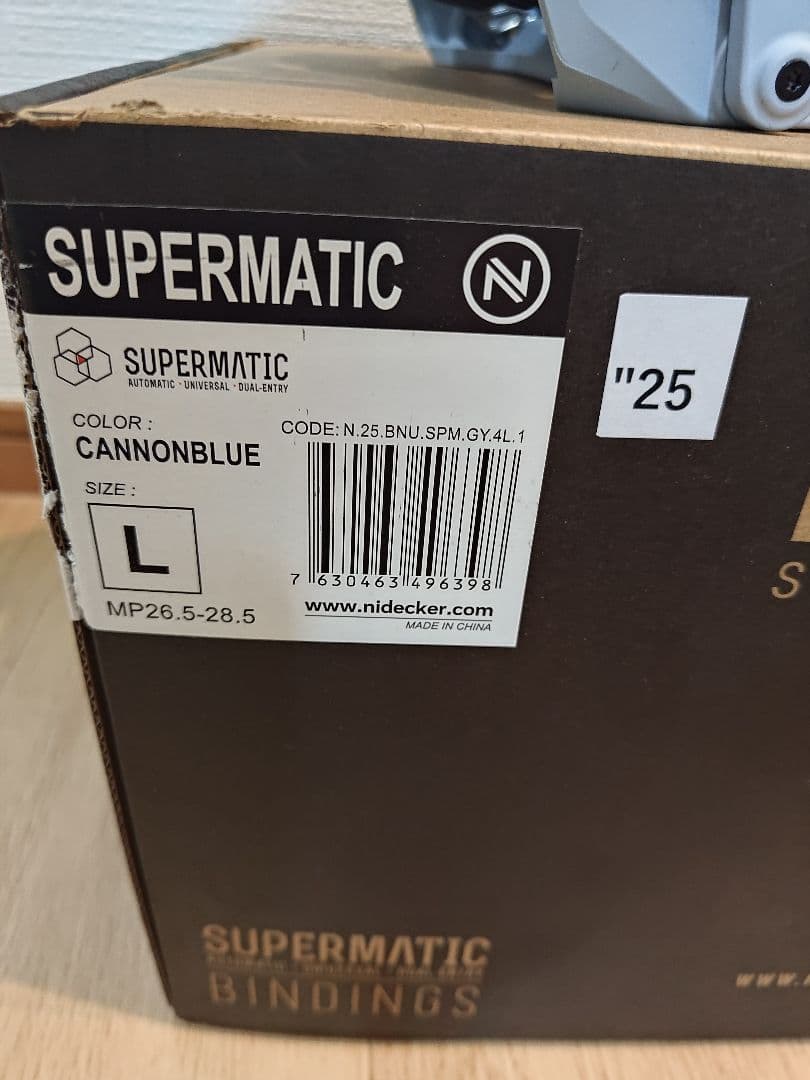 SUPERMATIC
N
SUPERMATIC
AUTOMATIC · UNIVERSAL · DUAL-ENTRY
COLOR :
CANNONBLUE
CODE: N.25.BNU.SPM.GY.4L.1
SIZE :
L
MP26.5-28.5
7 630463 496398
www.nidecker.com
MADE IN CHINA
"25
S
SUPERMATIC
BINDINGS
www.